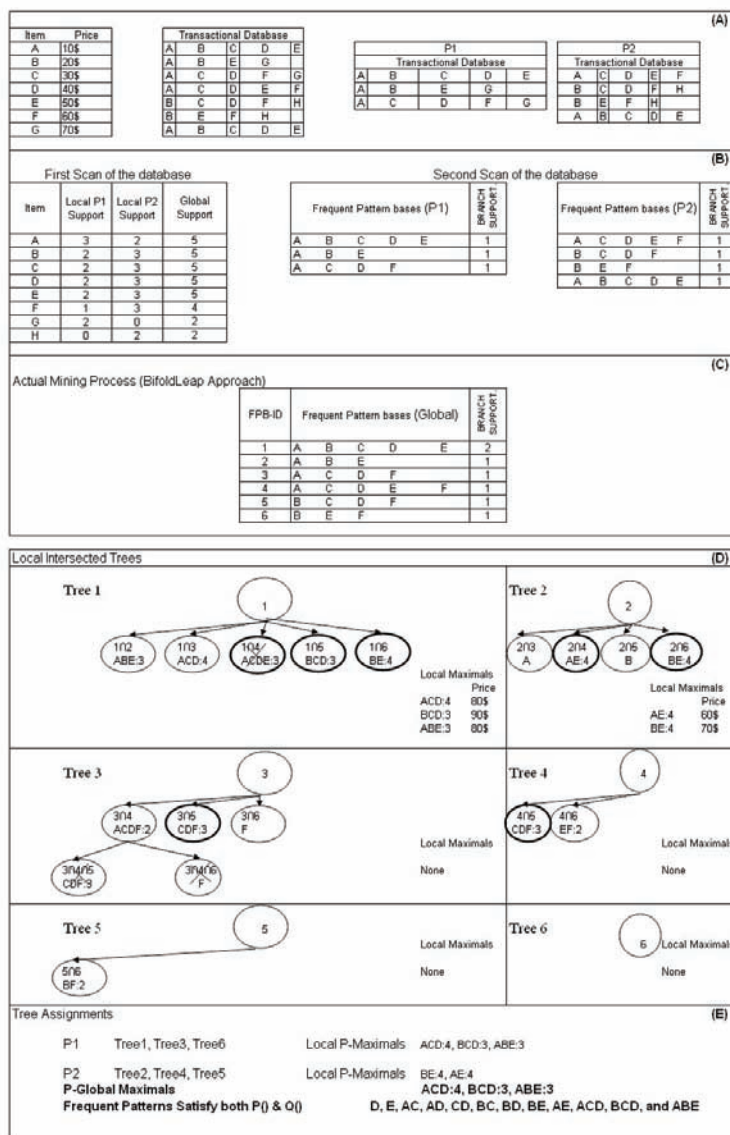 (A)
Item Price
A 10$
B 20$
C 30$
D 40$
E 50$
F 60$
G 70$
Transactional Database
A B C D E
A B E G
A C D F G
A C D E F
B C D F H
B E F H
A B C D E
P1
Transactional Database
A B C D E
A B E G
A C D F G
P2
Transactional Database
A C D E F
B C D F H
B E F H
A B C D E
(B)
First Scan of the database
Item Local P1 Support Local P2 Support Global Support
A 3 2 5
B 2 3 5
C 2 3 5
D 2 3 5
E 2 3 5
F 1 3 4
G 2 0 2
H 0 2 2
Second Scan of the database
Frequent Pattern bases (P1) BRANCH SUPPORT.
A B C D E 1
A B E 1
A C D F 1
Frequent Pattern bases (P2) BRANCH SUPPORT.
A C D E F 1
B C D F 1
B E F 1
A B C D E 1
(C)
Actual Mining Process (BifoldLeap Approach)
FPB-ID Frequent Pattern bases (Global) BRANCH SUPPORT.
1 A B C D E 2
2 A B E 1
3 A C D F 1
4 A C D E F 1
5 B C D F 1
6 B E F 1
Local Intersected Trees (D)
Tree 1
1
1∩2 ABE:3
1∩3 ACD:4
1∩4 ACDE:3
1∩5 BCD:3
1∩6 BE:4
Local Maximals
Price
ACD:4 80$
BCD:3 90$
ABE:3 80$
Tree 2
2
2∩3 A
2∩4 AE:4
2∩5 B
2∩6 BE:4
Local Maximals
Price
AE:4 60$
BE:4 70$
Tree 3
3
3∩4 ACDF:2
3∩5 CDF:3
3∩6 F
3∩4∩5 CDF:3
3∩4∩6 F
Local Maximals
None
Tree 4
4
4∩5 CDF:3
4∩6 EF:2
Local Maximals
None
Tree 5
5
5∩6 BF:2
Local Maximals
None
Tree 6
6
Local Maximals
None
Tree Assignments (E)
P1 Tree1, Tree3, Tree6 Local P-Maximals ACD:4, BCD:3, ABE:3
P2 Tree2, Tree4, Tree5 Local P-Maximals BE:4, AE:4
P-Global Maximals ACD:4, BCD:3, ABE:3
Frequent Patterns Satisfy both P() & Q() D, E, AC, AD, CD, BC, BD, BE, AE, ACD, BCD, and ABE